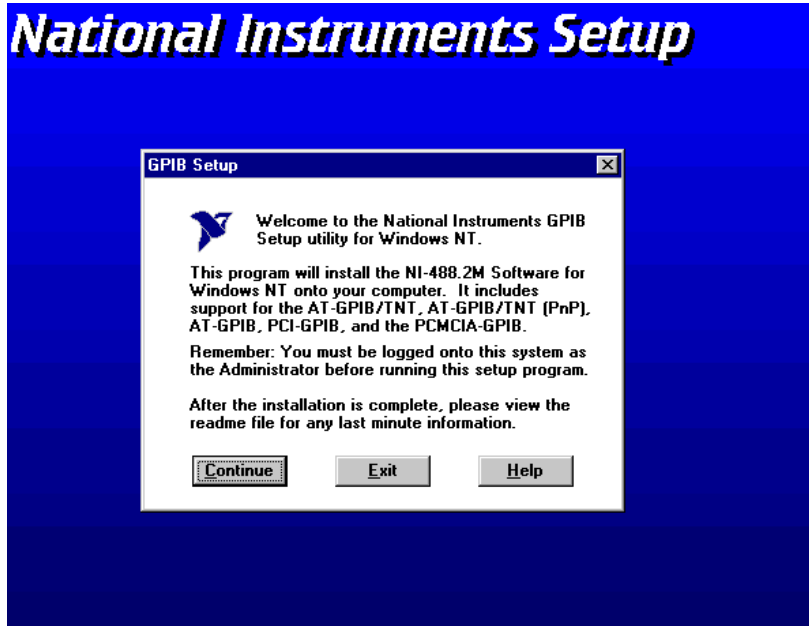 National Instruments Setup
GPIB Setup
Welcome to the National Instruments GPIB
Setup utility for Windows NT.
This program will install the NI-488.2M Software for
Windows NT onto your computer.  It includes
support for the AT-GPIB/TNT, AT-GPIB/TNT (PnP),
AT-GPIB, PCI-GPIB, and the PCMCIA-GPIB.
Remember: You must be logged onto this system as
the Administrator before running this setup program.
After the installation is complete, please view the
readme file for any last minute information.
Continue
Exit
Help